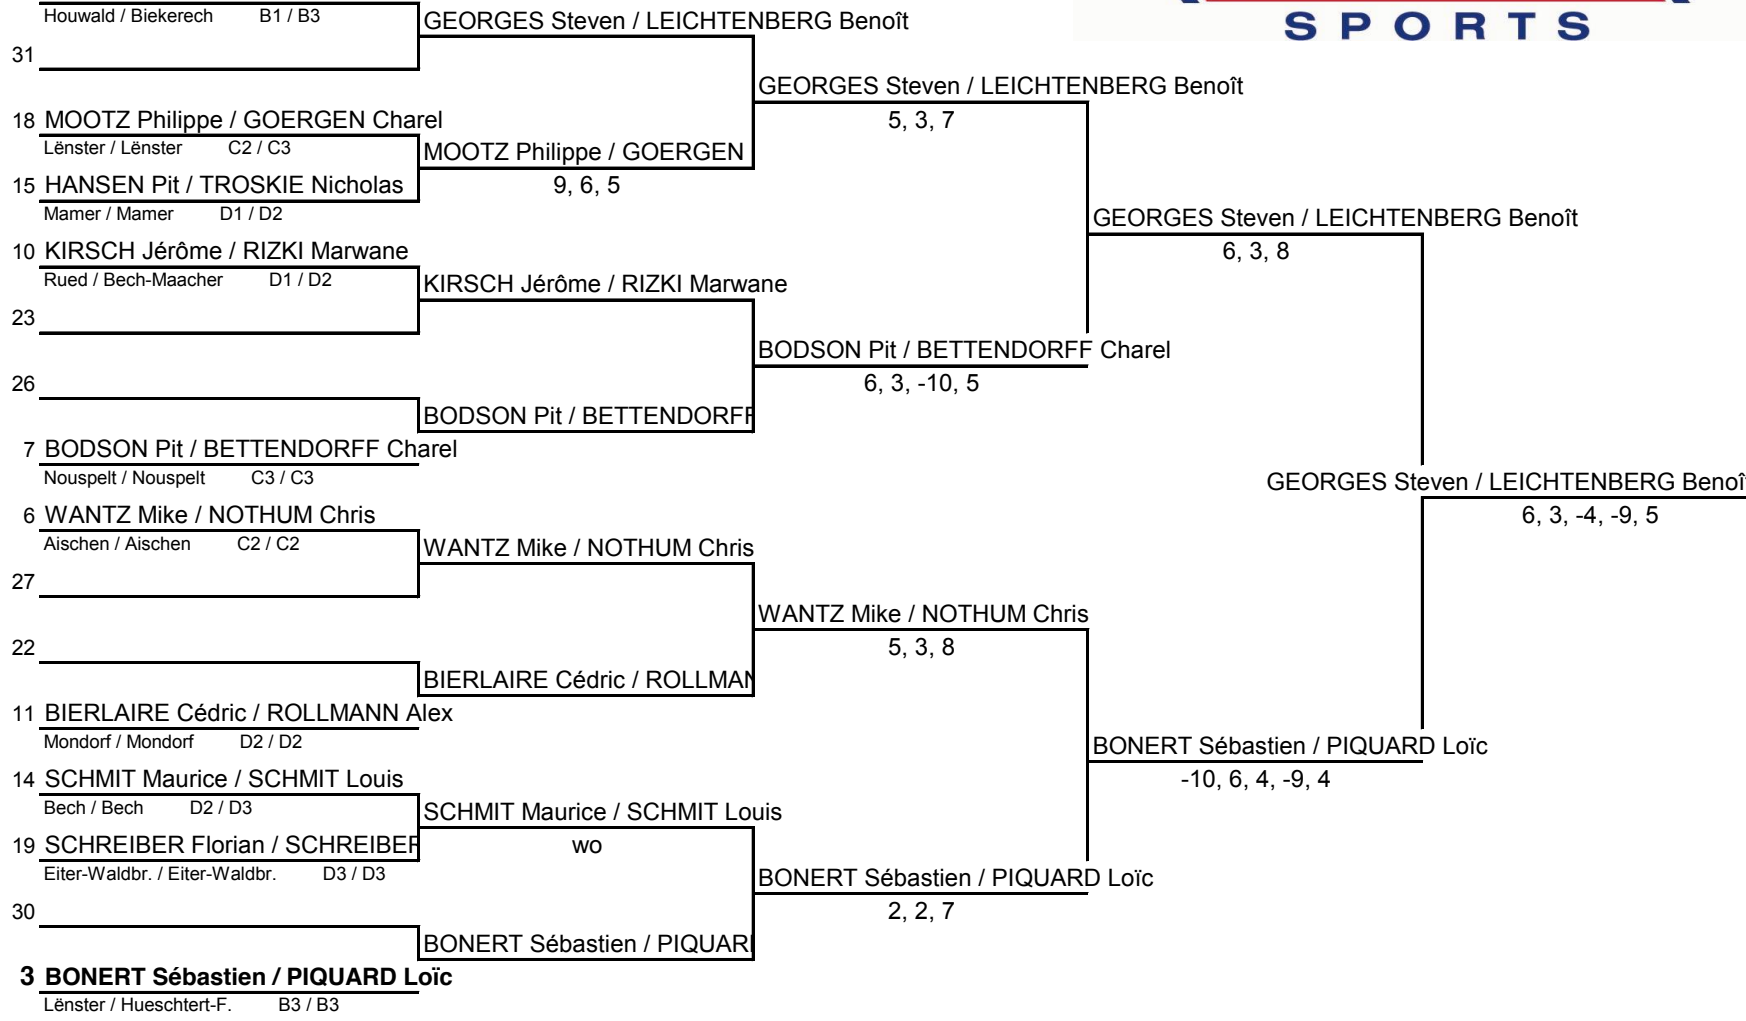 SPORTS
Houwald / Biekerech B1 / B3
GEORGES Steven / LEICHTENBERG Benoît
31
GEORGES Steven / LEICHTENBERG Benoît
5, 3, 7
18 MOOTZ Philippe / GOERGEN Charel
Lënster / Lënster C2 / C3
MOOTZ Philippe / GOERGEN
9, 6, 5
15 HANSEN Pit / TROSKIE Nicholas
Mamer / Mamer D1 / D2
GEORGES Steven / LEICHTENBERG Benoît
6, 3, 8
10 KIRSCH Jérôme / RIZKI Marwane
Rued / Bech-Maacher D1 / D2
KIRSCH Jérôme / RIZKI Marwane
23
BODSON Pit / BETTENDORFF Charel
6, 3, -10, 5
26
BODSON Pit / BETTENDORFF
7 BODSON Pit / BETTENDORFF Charel
Nouspelt / Nouspelt C3 / C3
GEORGES Steven / LEICHTENBERG Benoît
6, 3, -4, -9, 5
6 WANTZ Mike / NOTHUM Chris
Aischen / Aischen C2 / C2
WANTZ Mike / NOTHUM Chris
27
WANTZ Mike / NOTHUM Chris
5, 3, 8
22
BIERLAIRE Cédric / ROLLMAN
11 BIERLAIRE Cédric / ROLLMANN Alex
Mondorf / Mondorf D2 / D2
BONERT Sébastien / PIQUARD Loïc
-10, 6, 4, -9, 4
14 SCHMIT Maurice / SCHMIT Louis
Bech / Bech D2 / D3
SCHMIT Maurice / SCHMIT Louis
wo
19 SCHREIBER Florian / SCHREIBER
Eiter-Waldbr. / Eiter-Waldbr. D3 / D3
BONERT Sébastien / PIQUARD Loïc
2, 2, 7
30
BONERT Sébastien / PIQUARD
3 BONERT Sébastien / PIQUARD Loïc
Lënster / Hueschtert-F. B3 / B3